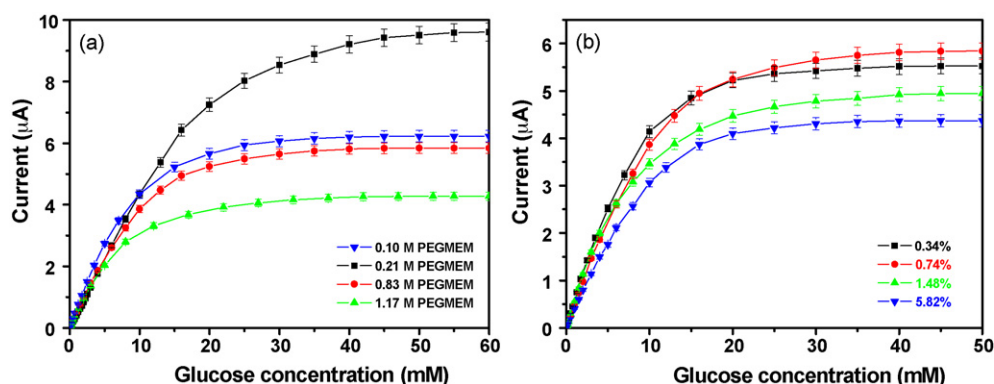 (a)
Current (μA)
10
8
6
4
2
0
0 10 20 30 40 50 60
Glucose concentration (mM)
0.10 M PEGMEM
0.21 M PEGMEM
0.83 M PEGMEM
1.17 M PEGMEM
(b)
Current (μA)
6
5
4
3
2
1
0
0 10 20 30 40 50
Glucose concentration (mM)
0.34%
0.74%
1.48%
5.82%